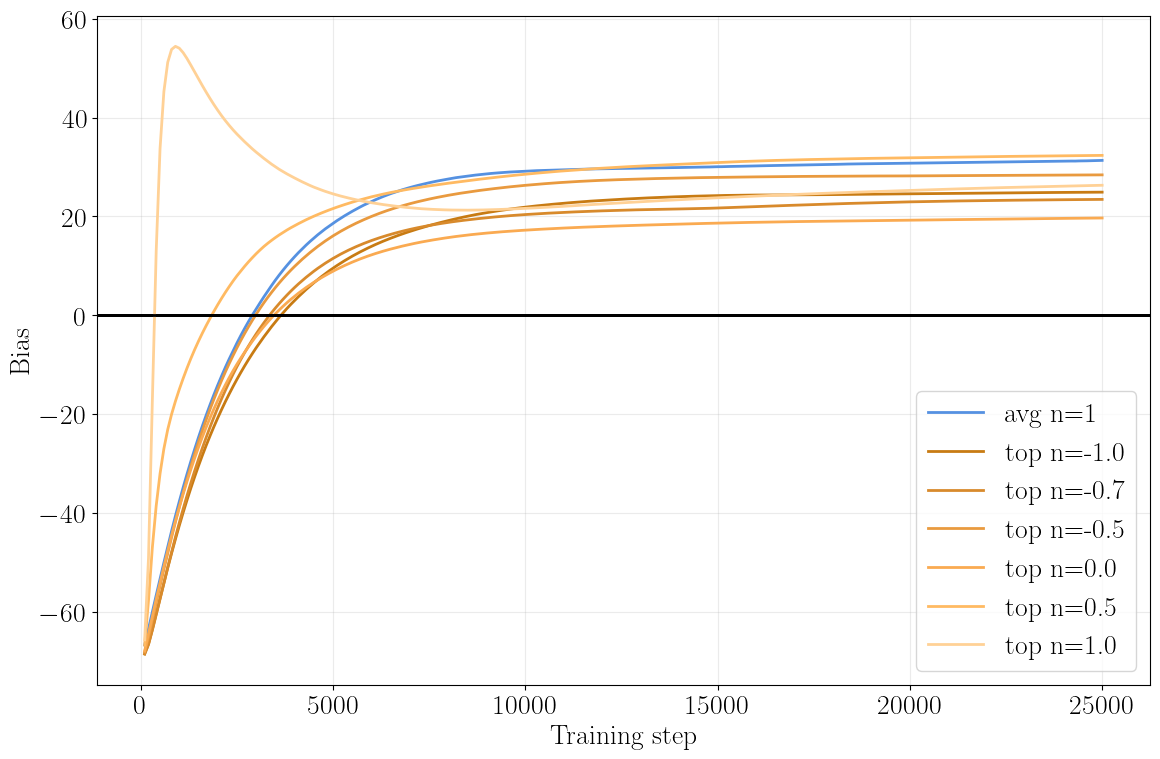 60
40
20
0
−20
−40
−60
Bias
0
5000
10000
15000
20000
25000
Training step
avg n=1
top n=-1.0
top n=-0.7
top n=-0.5
top n=0.0
top n=0.5
top n=1.0